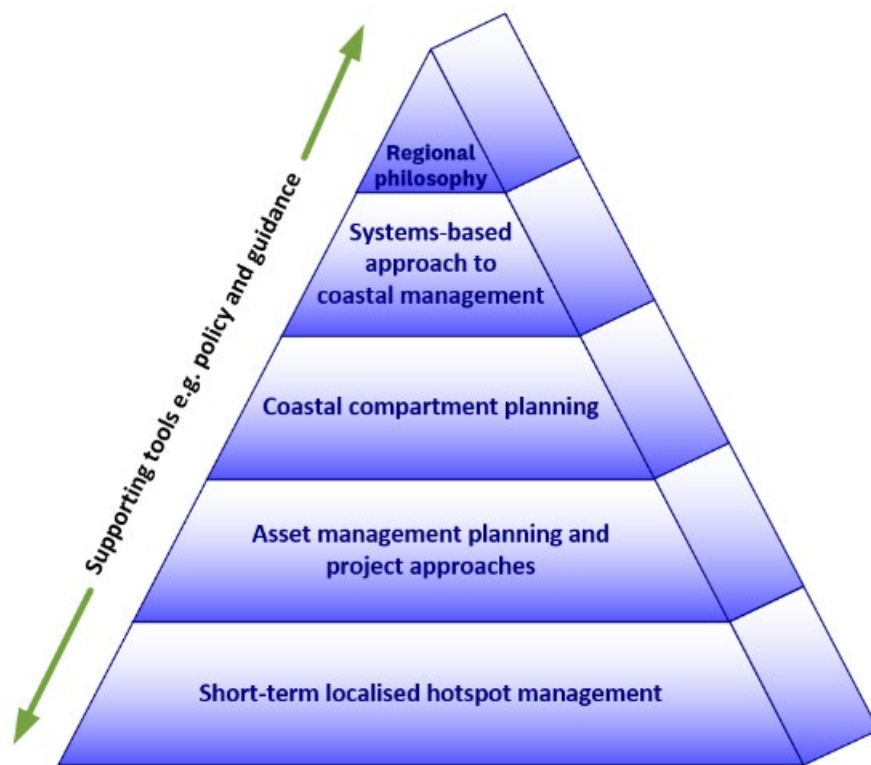 Regional
philosophy
Systems-based
approach to
coastal management
Coastal compartment planning
Asset management planning and
project approaches
Short-term localised hotspot management
Supporting tools e.g. policy and guidance